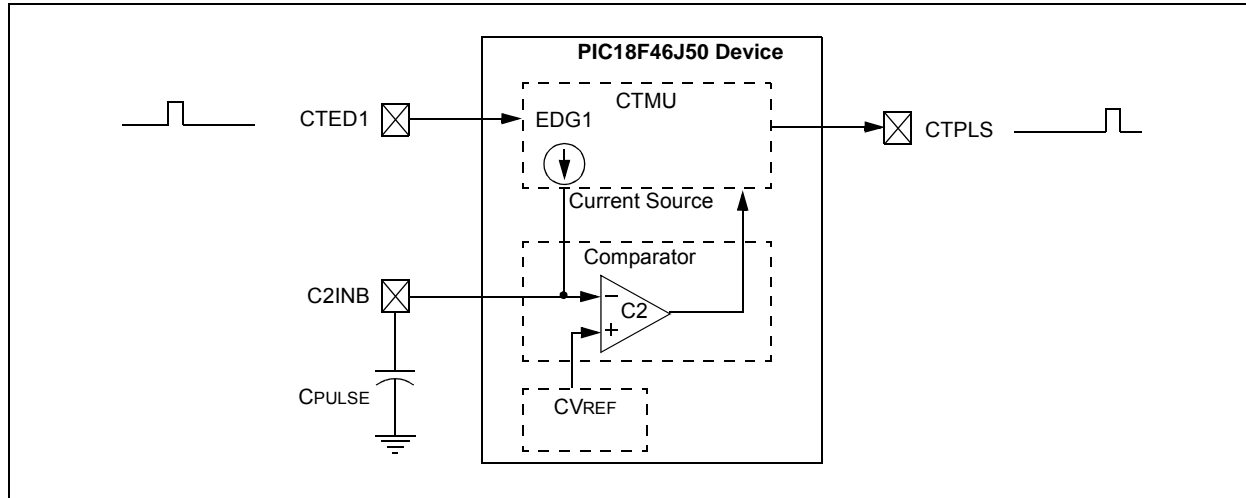 PIC18F46J50 Device
CTMU
CTED1
EDG1
CTPLS
Current Source
Comparator
C2INB
−
C2
+
CPULSE
CVREF